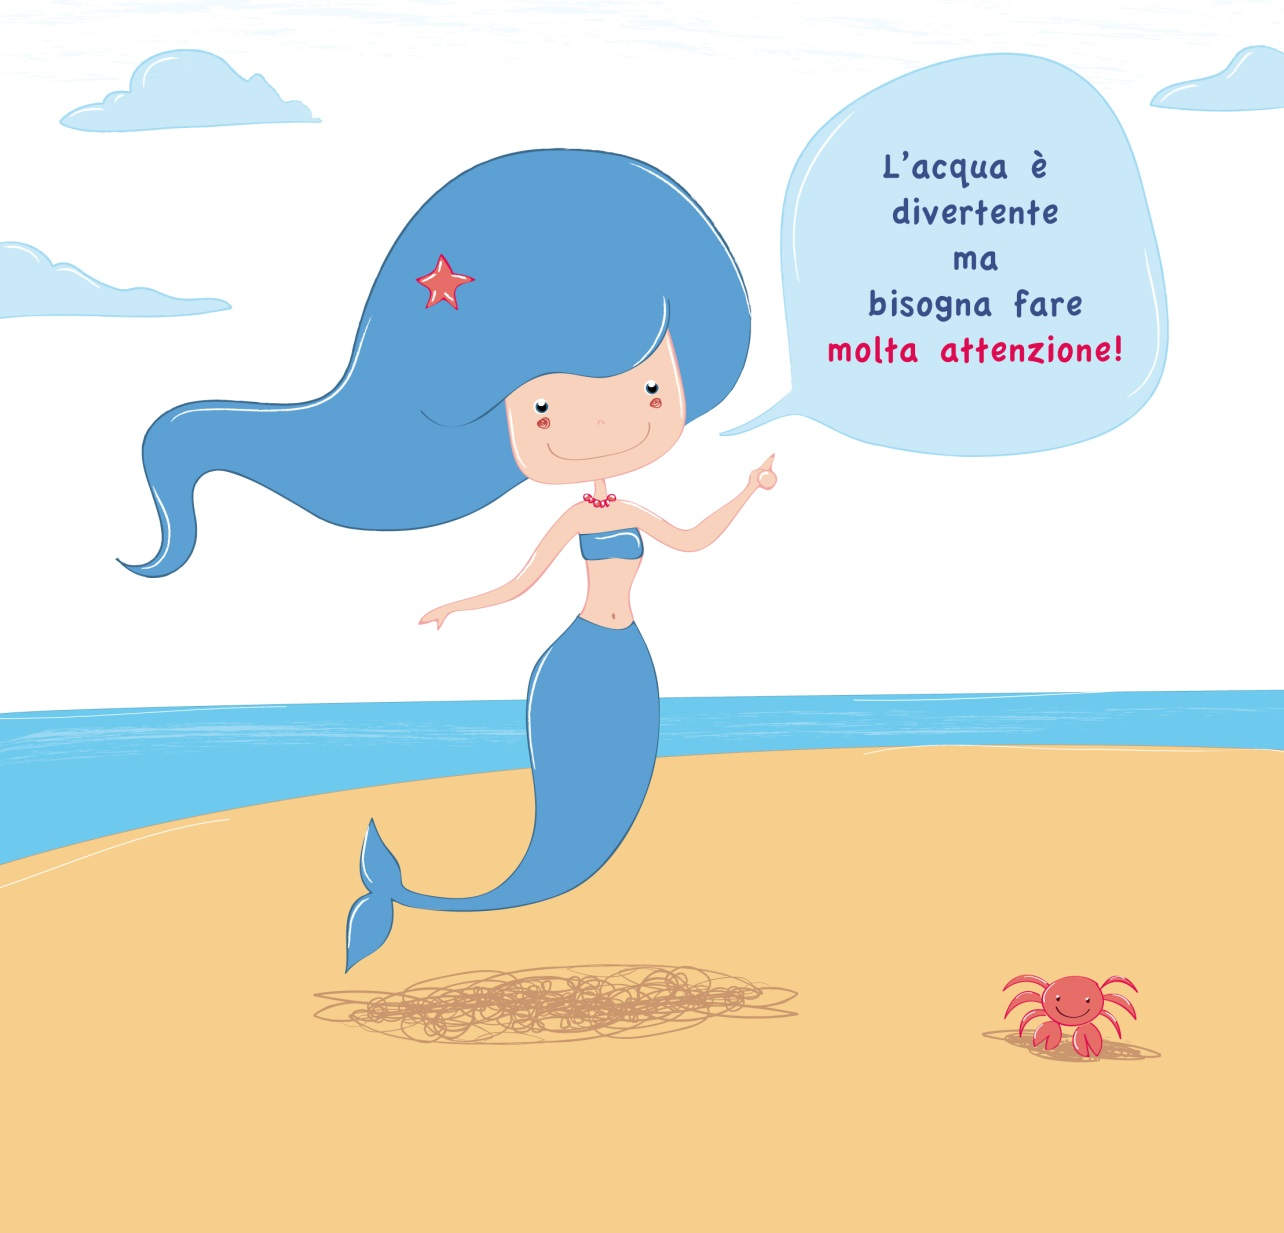 L'acqua è
divertente
ma
bisogna fare
molta attenzione!